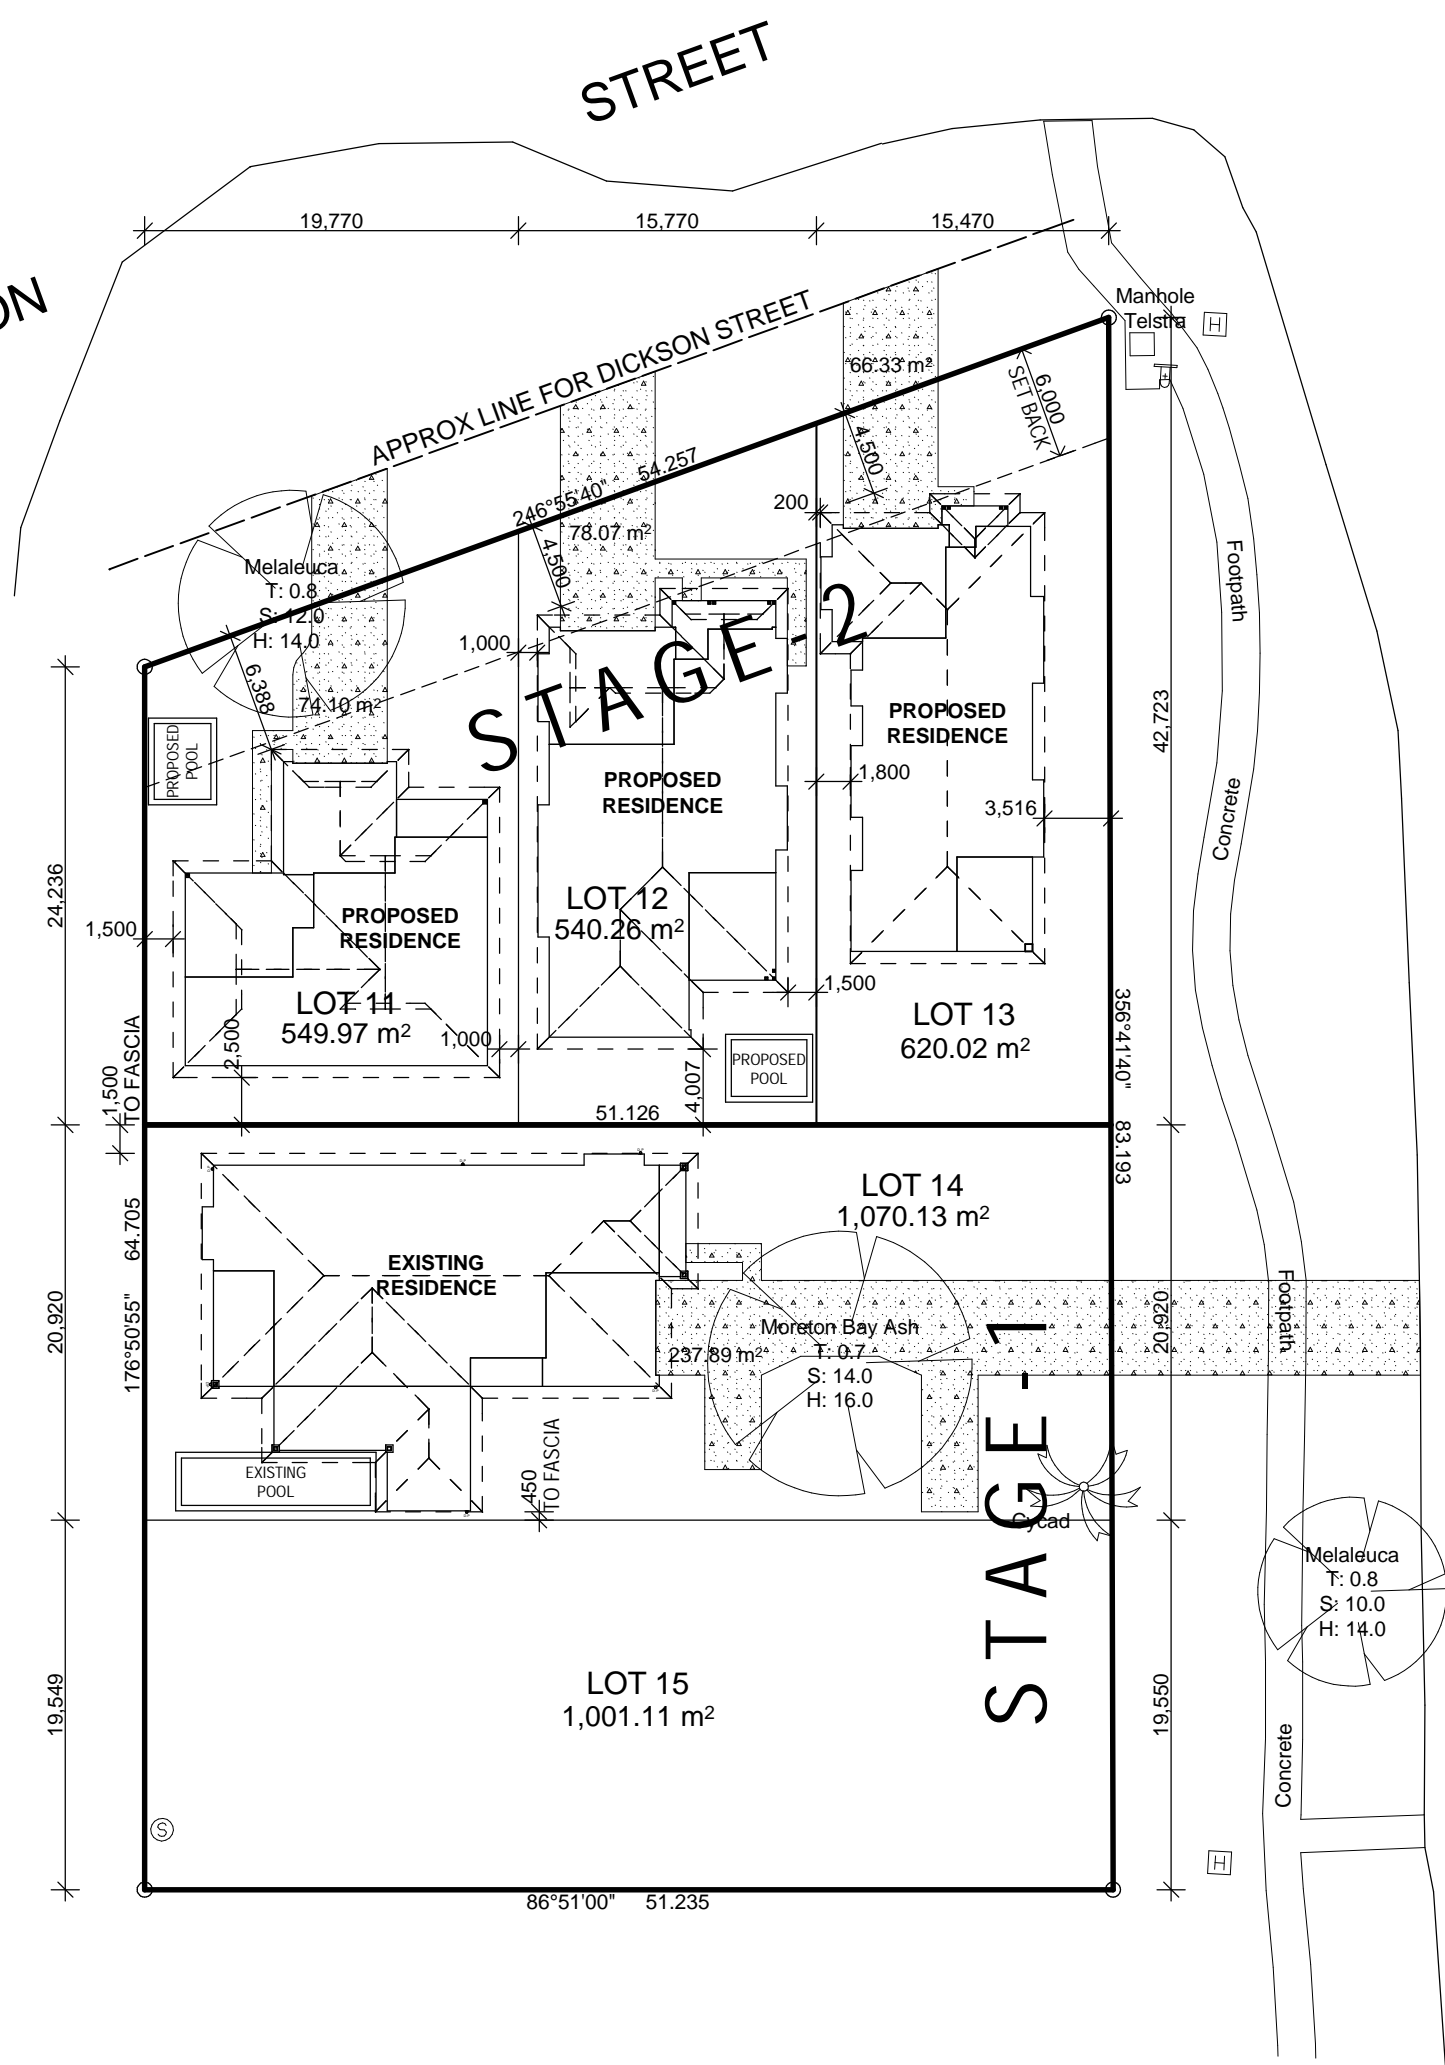 STREET
ON
19,770
15,770
15,470
Manhole
Telstra
H
APPROX LINE FOR DICKSON STREET
66.33 m²
6,000
SET BACK
4,500
54.257
246°55'40"
200
78.07 m²
4,500
Melaleuca
T: 0.8
S: 12.0
H: 14.0
Footpath
1,000
STAGE-2
6,388
74.10 m²
PROPOSED
POOL
PROPOSED
RESIDENCE
42,723
PROPOSED
RESIDENCE
1,800
3,516
Concrete
24,236
LOT 12
540.26 m²
PROPOSED
RESIDENCE
1,500
1,500
LOT 11
549.97 m²
LOT 13
620.02 m²
356°41'40"
83.193
2,500
1,000
PROPOSED
POOL
4,007
1,500
TO FASCIA
51.126
LOT 14
1,070.13 m²
64.705
176°50'55"
EXISTING
RESIDENCE
20,920
20,920
Footpath
Moreton Bay Ash
T: 0.7
S: 14.0
H: 16.0
237.89 m²
STAGE-1
EXISTING
POOL
450
TO FASCIA
Cycad
Melaleuca
T: 0.8
S: 10.0
H: 14.0
LOT 15
1,001.11 m²
19,549
19,550
Concrete
S
H
86°51'00"
51.235